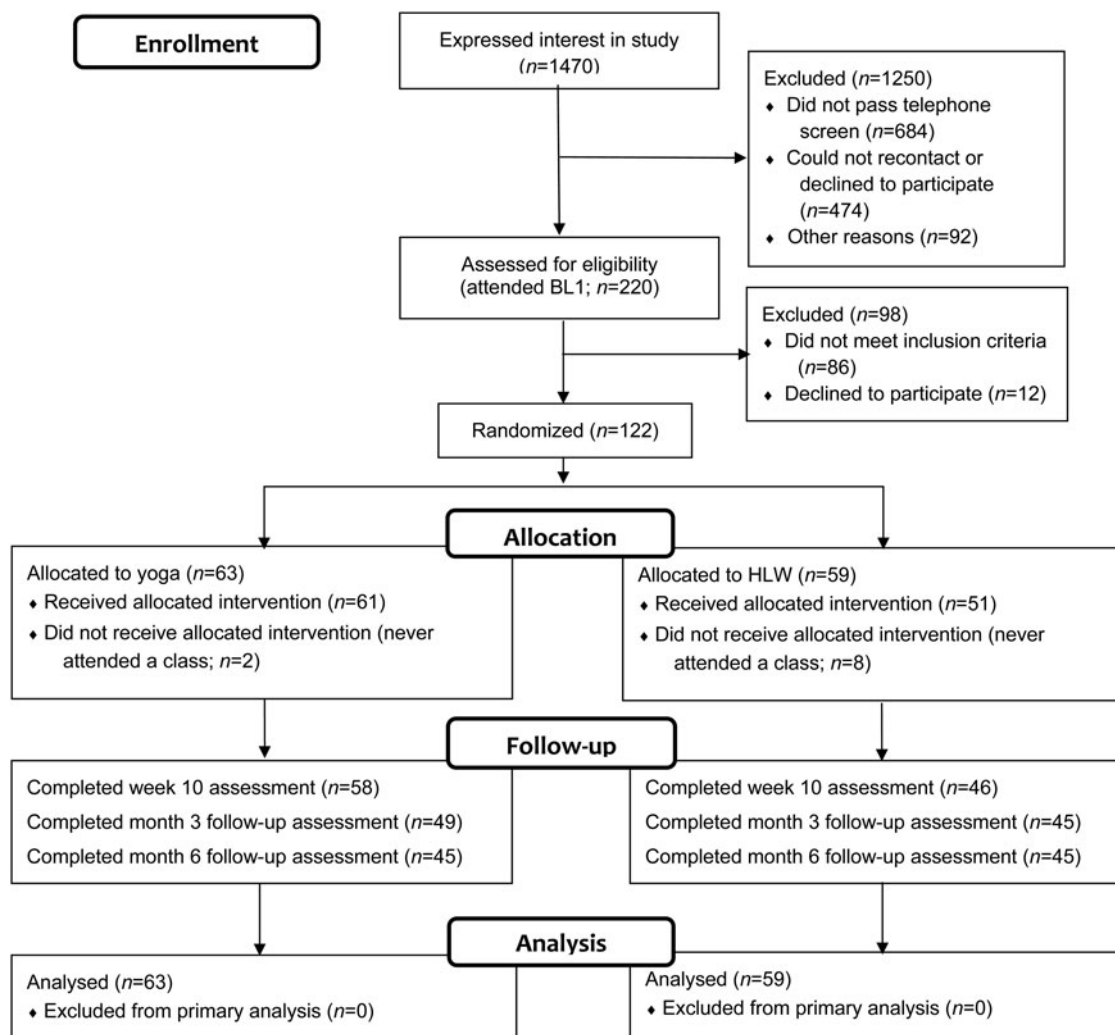 Enrollment
Expressed interest in study
(n=1470)
Excluded (n=1250)
♦ Did not pass telephone
screen (n=684)
♦ Could not recontact or
declined to participate
(n=474)
♦ Other reasons (n=92)
Assessed for eligibility
(attended BL1; n=220)
Excluded (n=98)
♦ Did not meet inclusion criteria
(n=86)
♦ Declined to participate (n=12)
Randomized (n=122)
Allocation
Allocated to yoga (n=63)
♦ Received allocated intervention (n=61)
♦ Did not receive allocated intervention (never
attended a class; n=2)
Allocated to HLW (n=59)
♦ Received allocated intervention (n=51)
♦ Did not receive allocated intervention (never
attended a class; n=8)
Follow-up
Completed week 10 assessment (n=58)
Completed month 3 follow-up assessment (n=49)
Completed month 6 follow-up assessment (n=45)
Completed week 10 assessment (n=46)
Completed month 3 follow-up assessment (n=45)
Completed month 6 follow-up assessment (n=45)
Analysis
Analysed (n=63)
♦ Excluded from primary analysis (n=0)
Analysed (n=59)
♦ Excluded from primary analysis (n=0)